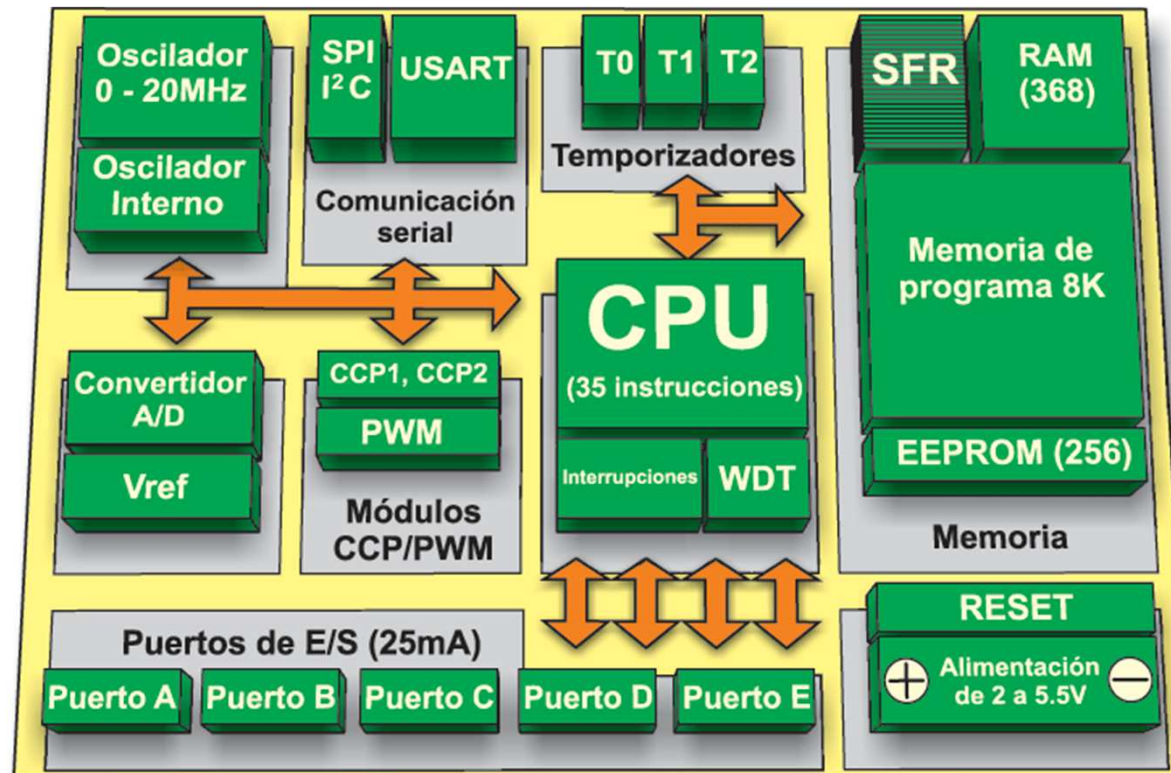 Oscilador
0 - 20MHz
Oscilador
Interno
SPI
I² C
USART
Comunicación
serial
T0
T1
T2
Temporizadores
SFR
RAM
(368)
Memoria de
programa 8K
EEPROM (256)
Memoria
Convertidor
A/D
Vref
CCP1, CCP2
PWM
Módulos
CCP/PWM
CPU
(35 instrucciones)
Interrupciones
WDT
Puertos de E/S (25mA)
Puerto A
Puerto B
Puerto C
Puerto D
Puerto E
RESET
+
Alimentación
de 2 a 5.5V
−